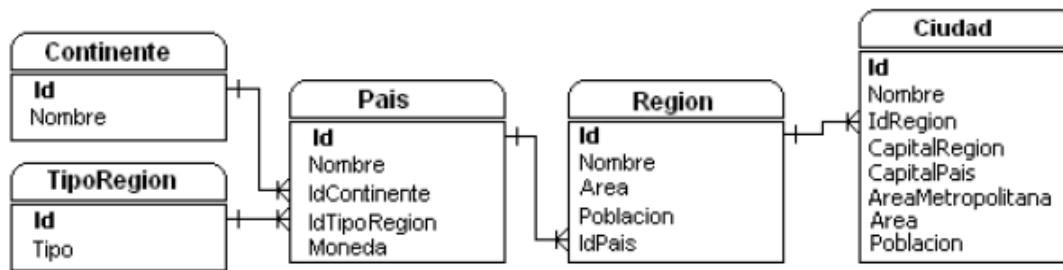 Continente
Id
Nombre
TipoRegion
Id
Tipo
Pais
Id
Nombre
IdContinente
IdTipoRegion
Moneda
Region
Id
Nombre
Area
Poblacion
IdPais
Ciudad
Id
Nombre
IdRegion
CapitalRegion
CapitalPais
AreaMetropolitana
Area
Poblacion